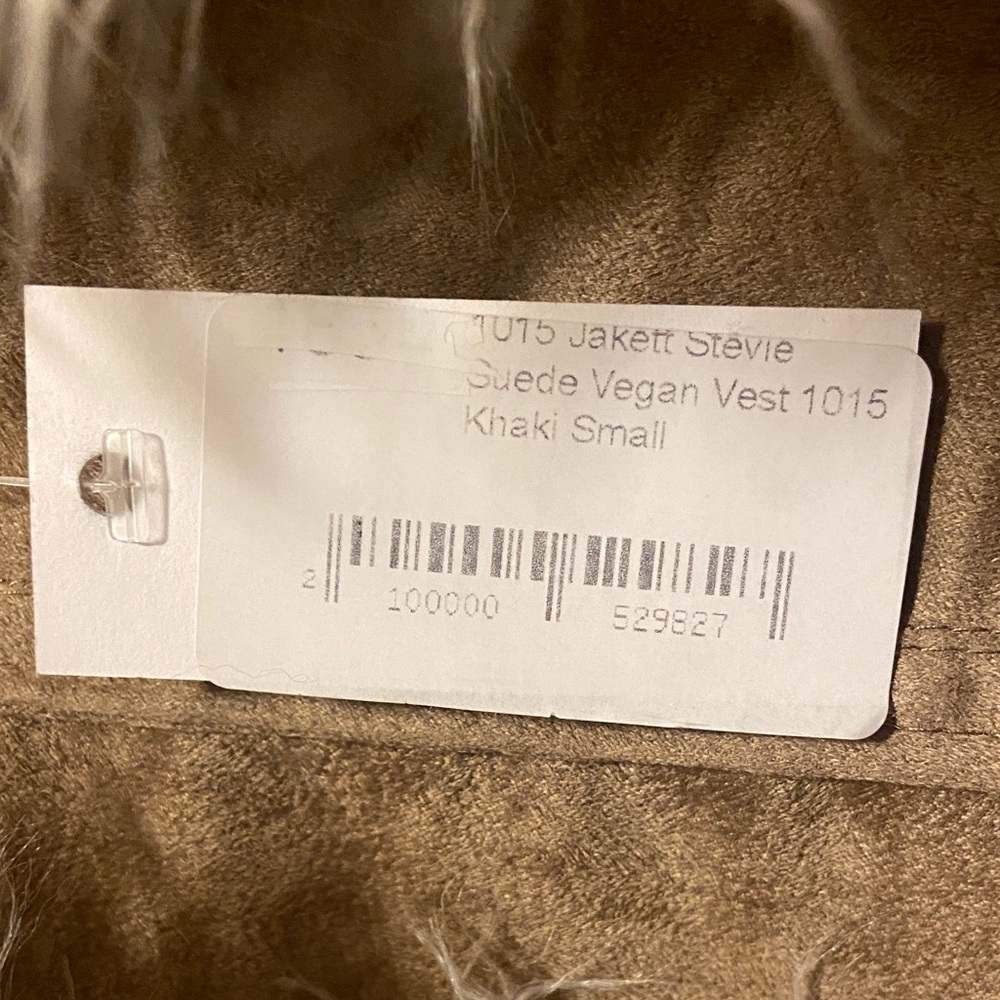 1015 Jakett Stevie
Suede Vegan Vest 1015
Khaki Small
2 100000 529827